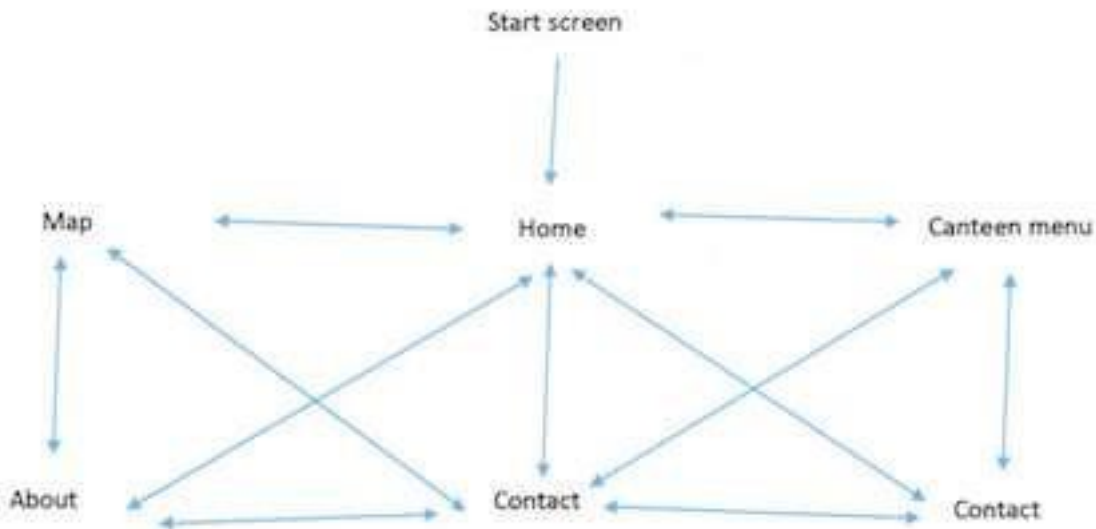 Start screen
Map
Home
Canteen menu
About
Contact
Contact